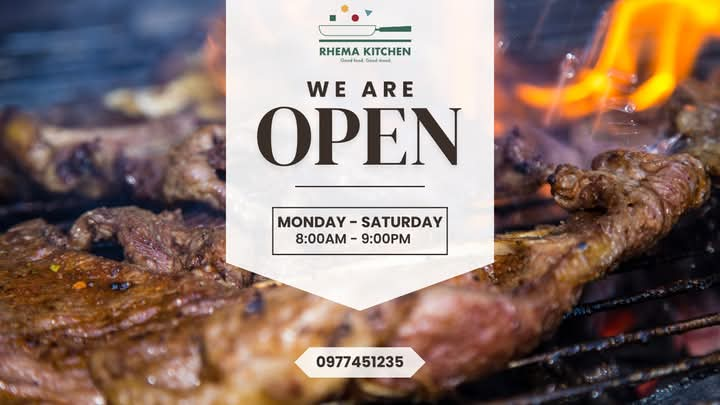 RHEMA KITCHEN
Good food. Good mood.
WE ARE
OPEN
MONDAY - SATURDAY
8:00AM - 9:00PM
0977451235